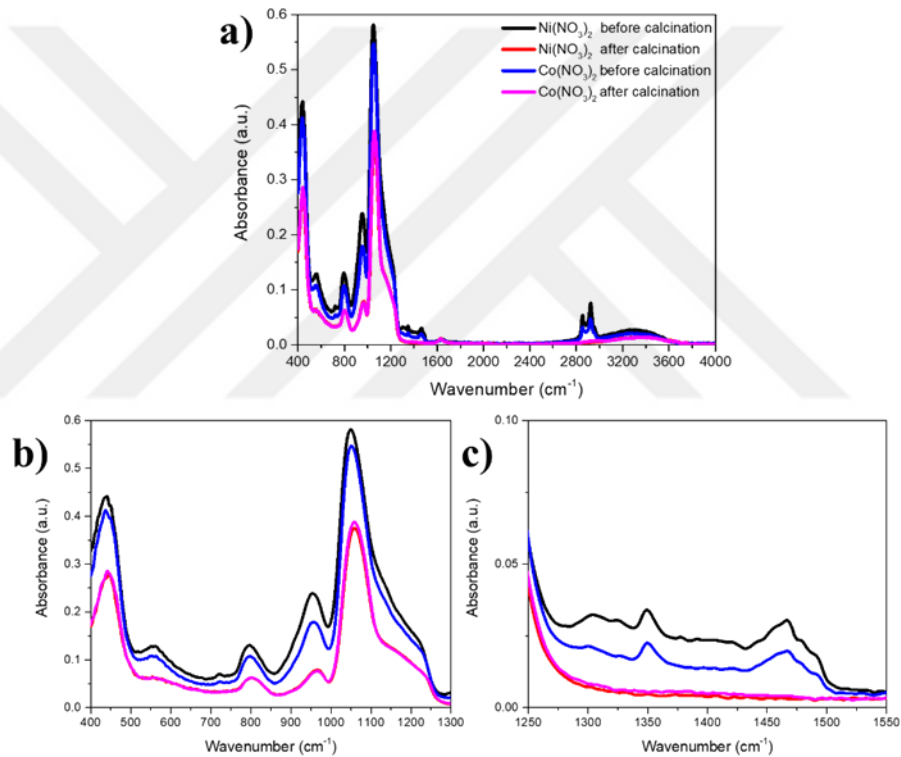 a)
Absorbance (a.u.)
0.6
0.5
0.4
0.3
0.2
0.1
0.0
Ni(NO₃)₂ before calcination
Ni(NO₃)₂ after calcination
Co(NO₃)₂ before calcination
Co(NO₃)₂ after calcination
400 800 1200 1600 2000 2400 2800 3200 3600 4000
Wavenumber (cm⁻¹)
b)
Absorbance (a.u.)
0.6
0.5
0.4
0.3
0.2
0.1
0.0
400 500 600 700 800 900 1000 1100 1200 1300
Wavenumber (cm⁻¹)
c)
Absorbance (a.u.)
0.10
0.05
0.00
1250 1300 1350 1400 1450 1500 1550
Wavenumber (cm⁻¹)